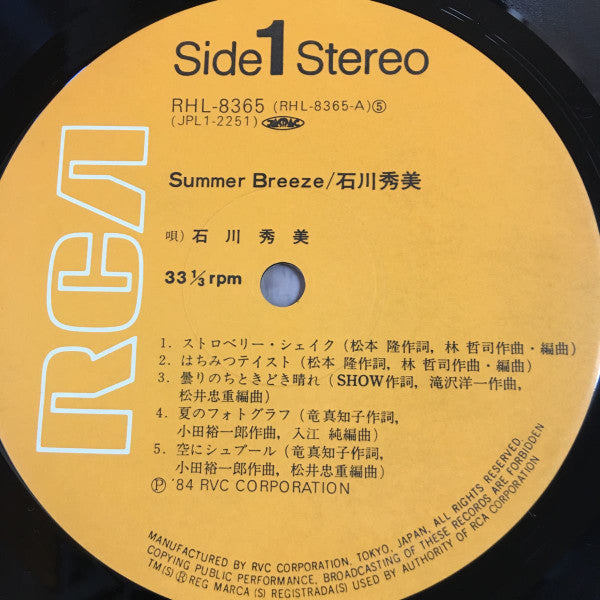 Side 1 Stereo
RHL-8365 (RHL-8365-A)⑤
(JPL1-2251)
RCA
Summer Breeze/石川秀美
唄) 石川秀美
33 1/3 rpm
1. ストロベリー・シェイク (松本 隆作詞, 林 哲司作曲・編曲)
2. はちみつテイスト (松本 隆作詞, 林 哲司作曲・編曲)
3. 曇りのちときどき晴れ (SHOW作詞, 滝沢洋一作曲,
松井忠重編曲)
4. 夏のフォトグラフ (竜真知子作詞,
小田裕一郎作曲, 入江 純編曲)
5. 空にシュプール (竜真知子作詞,
小田裕一郎作曲, 松井忠重編曲)
Ⓟ '84 RVC CORPORATION
MANUFACTURED BY RVC CORPORATION, TOKYO, JAPAN, ALL RIGHTS RESERVED
COPYING PUBLIC PERFORMANCE, BROADCASTING OF THESE RECORDS ARE FORBIDDEN
TM(S) ® REG MARCA (S) REGISTRADA(S) USED BY AUTHORITY OF RCA CORPORATION